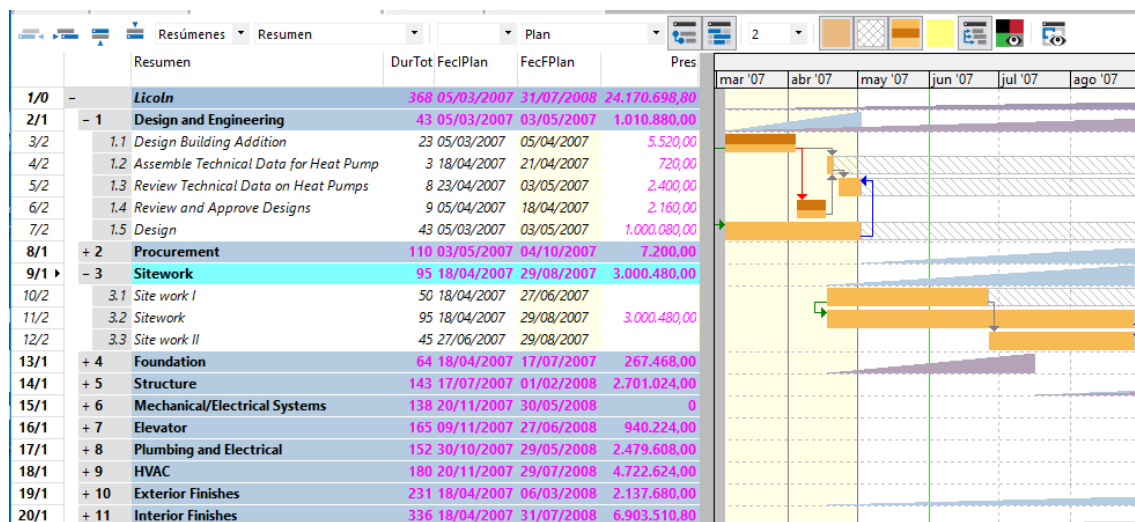 Resúmenes Resumen Plan 2
Resumen DurTot FecIPlan FecFPlan Pres
mar '07 abr '07 may '07 jun '07 jul '07 ago '07
1/0 - Licoln 368 05/03/2007 31/07/2008 24.170.698,80
2/1 - 1 Design and Engineering 43 05/03/2007 03/05/2007 1.010.880,00
3/2 1.1 Design Building Addition 23 05/03/2007 05/04/2007 5.520,00
4/2 1.2 Assemble Technical Data for Heat Pump 3 18/04/2007 21/04/2007 720,00
5/2 1.3 Review Technical Data on Heat Pumps 8 23/04/2007 03/05/2007 2.400,00
6/2 1.4 Review and Approve Designs 9 05/04/2007 18/04/2007 2.160,00
7/2 1.5 Design 43 05/03/2007 03/05/2007 1.000.080,00
8/1 + 2 Procurement 110 03/05/2007 04/10/2007 7.200,00
9/1 - 3 Sitework 95 18/04/2007 29/08/2007 3.000.480,00
10/2 3.1 Site work I 50 18/04/2007 27/06/2007
11/2 3.2 Sitework 95 18/04/2007 29/08/2007 3.000.480,00
12/2 3.3 Site work II 45 27/06/2007 29/08/2007
13/1 + 4 Foundation 64 18/04/2007 17/07/2007 267.468,00
14/1 + 5 Structure 143 17/07/2007 01/02/2008 2.701.024,00
15/1 + 6 Mechanical/Electrical Systems 138 20/11/2007 30/05/2008 0
16/1 + 7 Elevator 165 09/11/2007 27/06/2008 940.224,00
17/1 + 8 Plumbing and Electrical 152 30/10/2007 29/05/2008 2.479.608,00
18/1 + 9 HVAC 180 20/11/2007 29/07/2008 4.722.624,00
19/1 + 10 Exterior Finishes 231 18/04/2007 06/03/2008 2.137.680,00
20/1 + 11 Interior Finishes 336 18/04/2007 31/07/2008 6.903.510,80